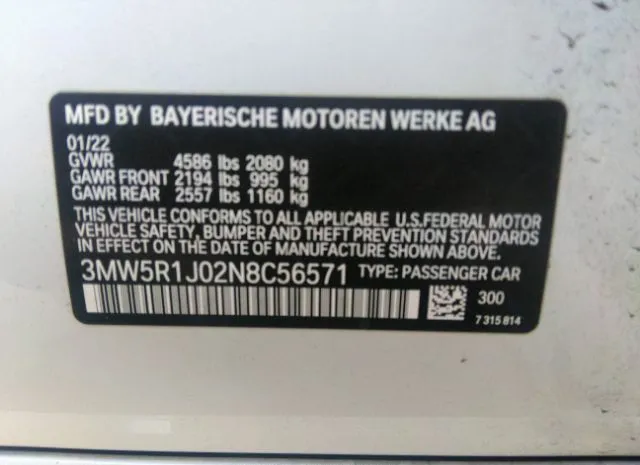 MFD BY BAYERISCHE MOTOREN WERKE AG
01/22
GVWR 4586 lbs 2080 kg
GAWR FRONT 2194 lbs 995 kg
GAWR REAR 2557 lbs 1160 kg
THIS VEHICLE CONFORMS TO ALL APPLICABLE U.S.FEDERAL MOTOR
VEHICLE SAFETY, BUMPER AND THEFT PREVENTION STANDARDS
IN EFFECT ON THE DATE OF MANUFACTURE SHOWN ABOVE.
3MW5R1J02N8C56571 TYPE: PASSENGER CAR
300
7 315 814